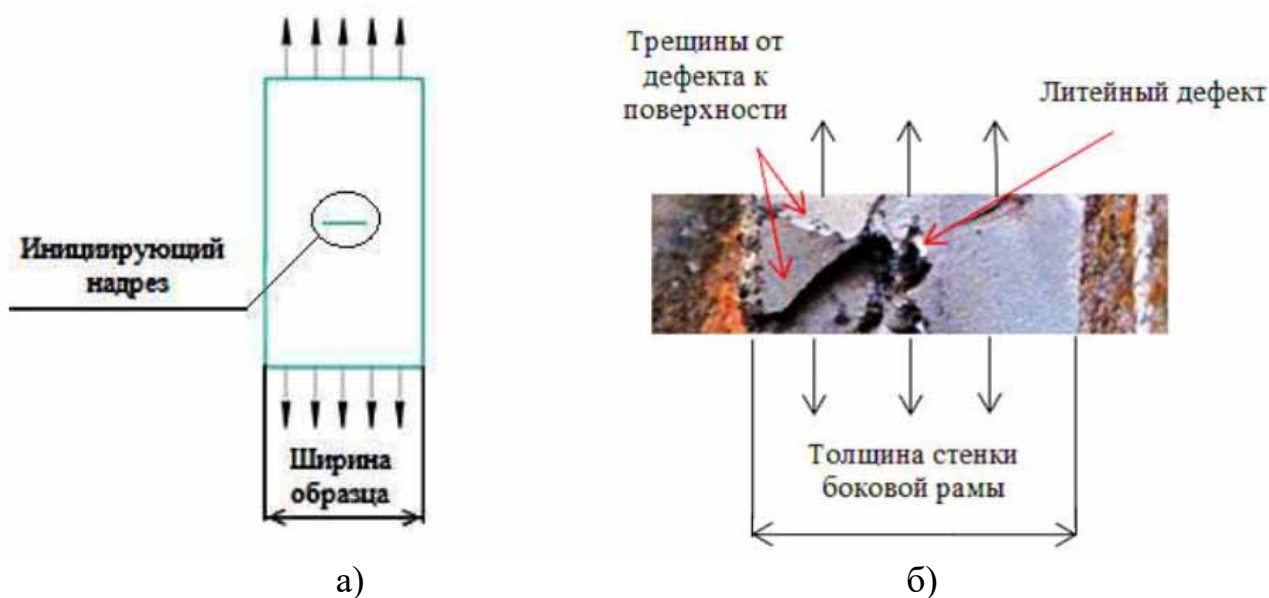 Инициирующий
надрез
Ширина
образца
а)
Трещины от
дефекта к
поверхности
Литейный дефект
Толщина стенки
боковой рамы
б)